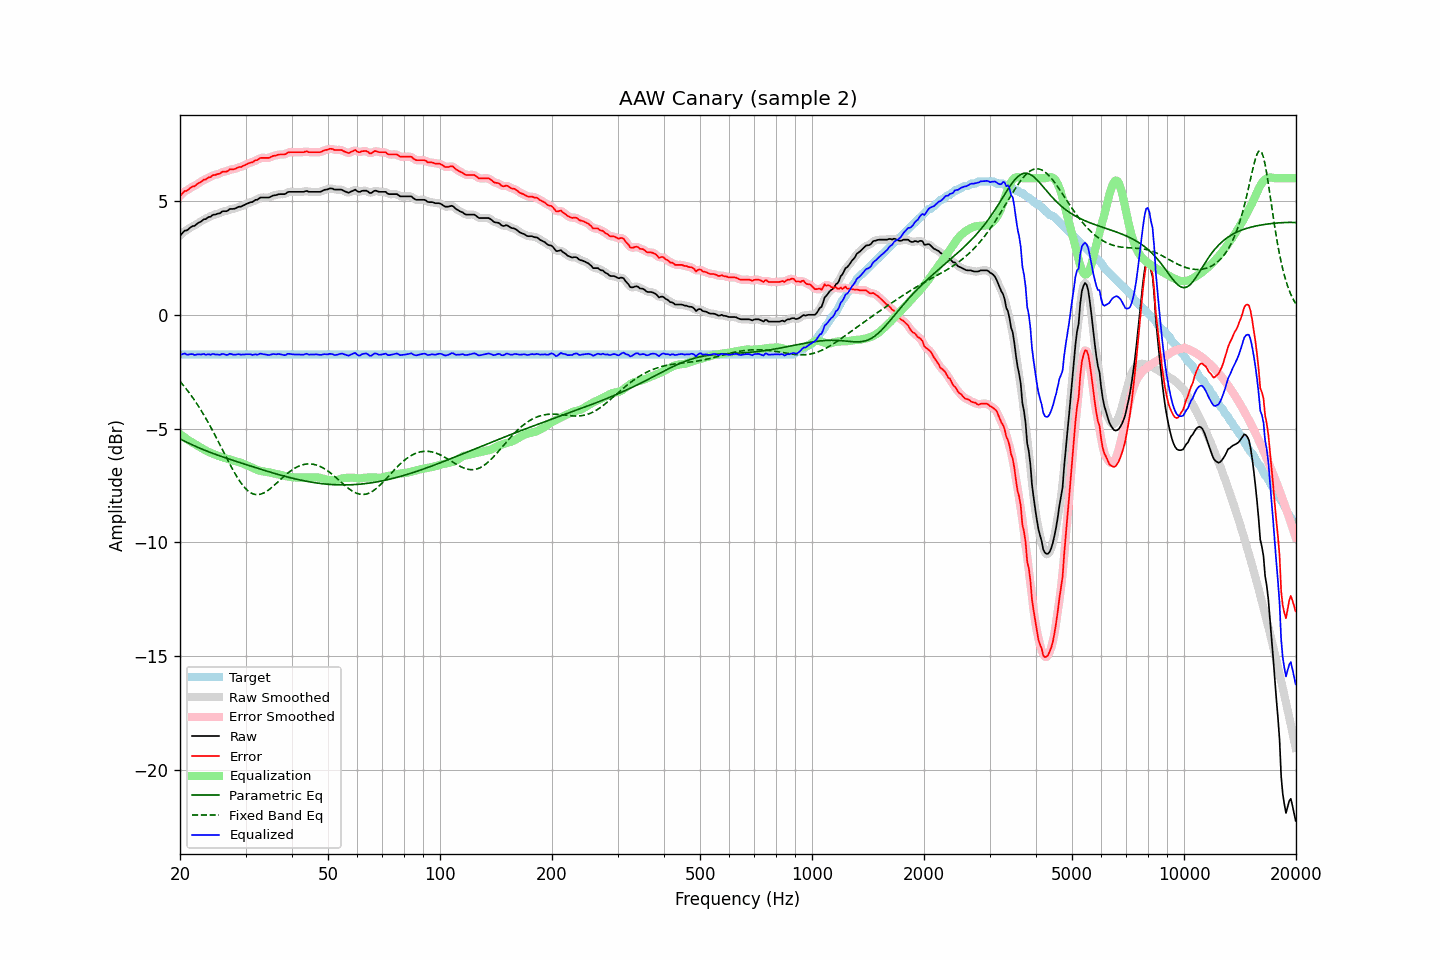 AAW Canary (sample 2)
Amplitude (dBr)
5
0
−5
−10
−15
−20
Target
Raw Smoothed
Error Smoothed
Raw
Error
Equalization
Parametric Eq
Fixed Band Eq
Equalized
20
50
100
200
500
1000
2000
5000
10000
20000
Frequency (Hz)